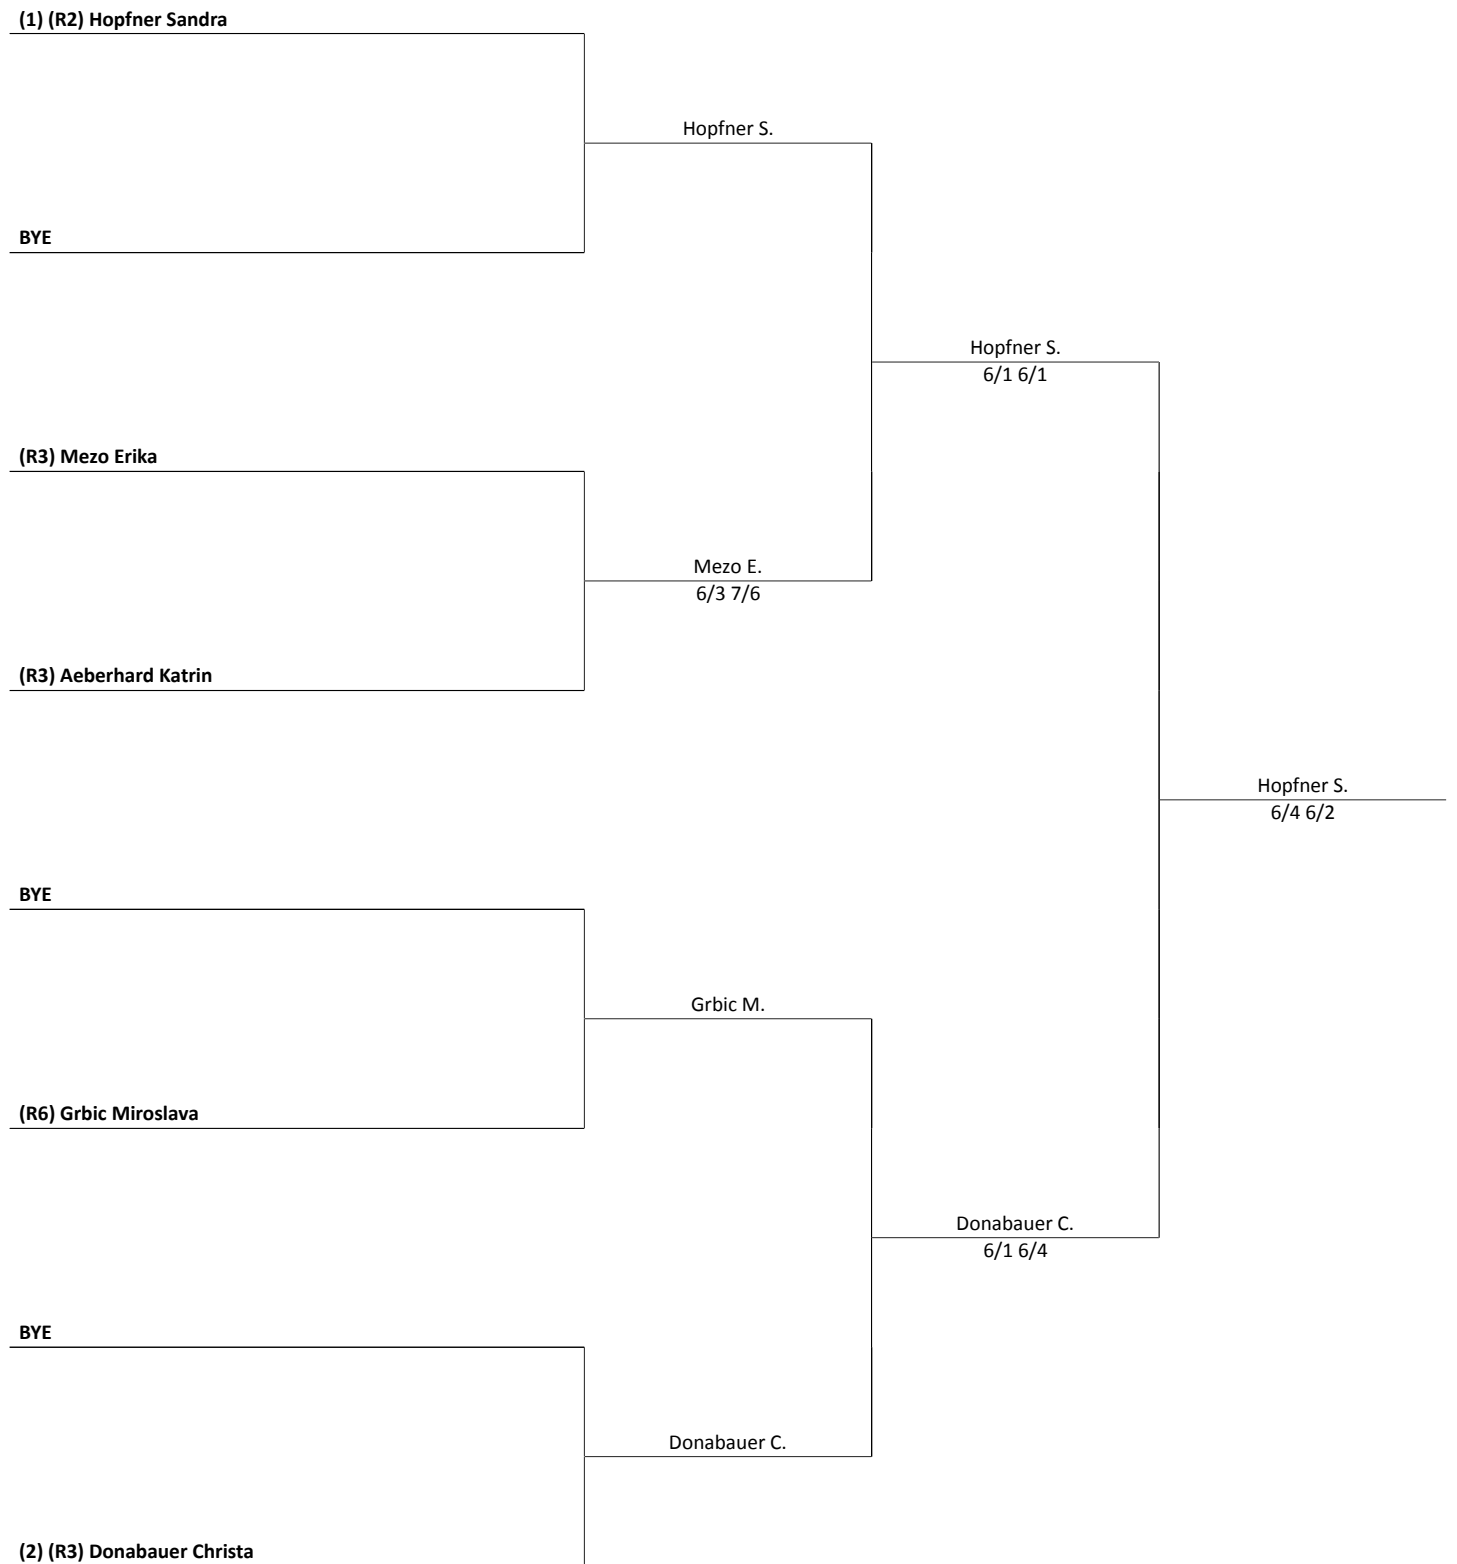 (1) (R2) Hopfner Sandra
Hopfner S.
BYE
Hopfner S.
6/1 6/1
(R3) Mezo Erika
Mezo E.
6/3 7/6
(R3) Aeberhard Katrin
Hopfner S.
6/4 6/2
BYE
Grbic M.
(R6) Grbic Miroslava
Donabauer C.
6/1 6/4
BYE
Donabauer C.
(2) (R3) Donabauer Christa